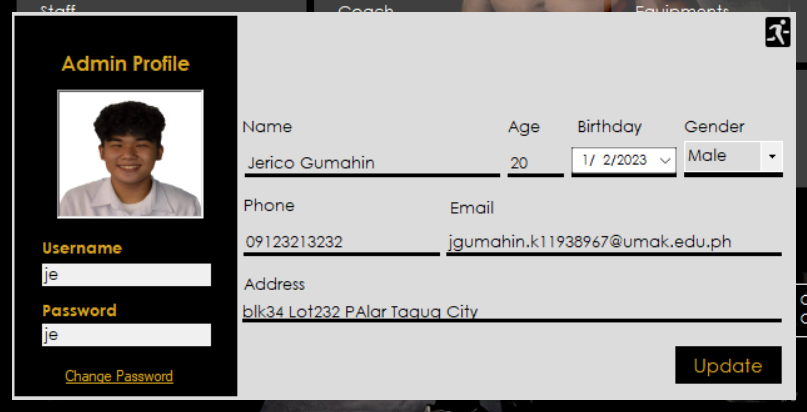 Staff
Coach
Equipments
Admin Profile
Name
Age
Birthday
Gender
Jerico Gumahin
20
1/ 2/2023
Male
Phone
Email
09123213232
jgumahin.k11938967@umak.edu.ph
Username
je
Address
blk34 Lot232 PAlar Tagug City
Password
je
Change Password
Update